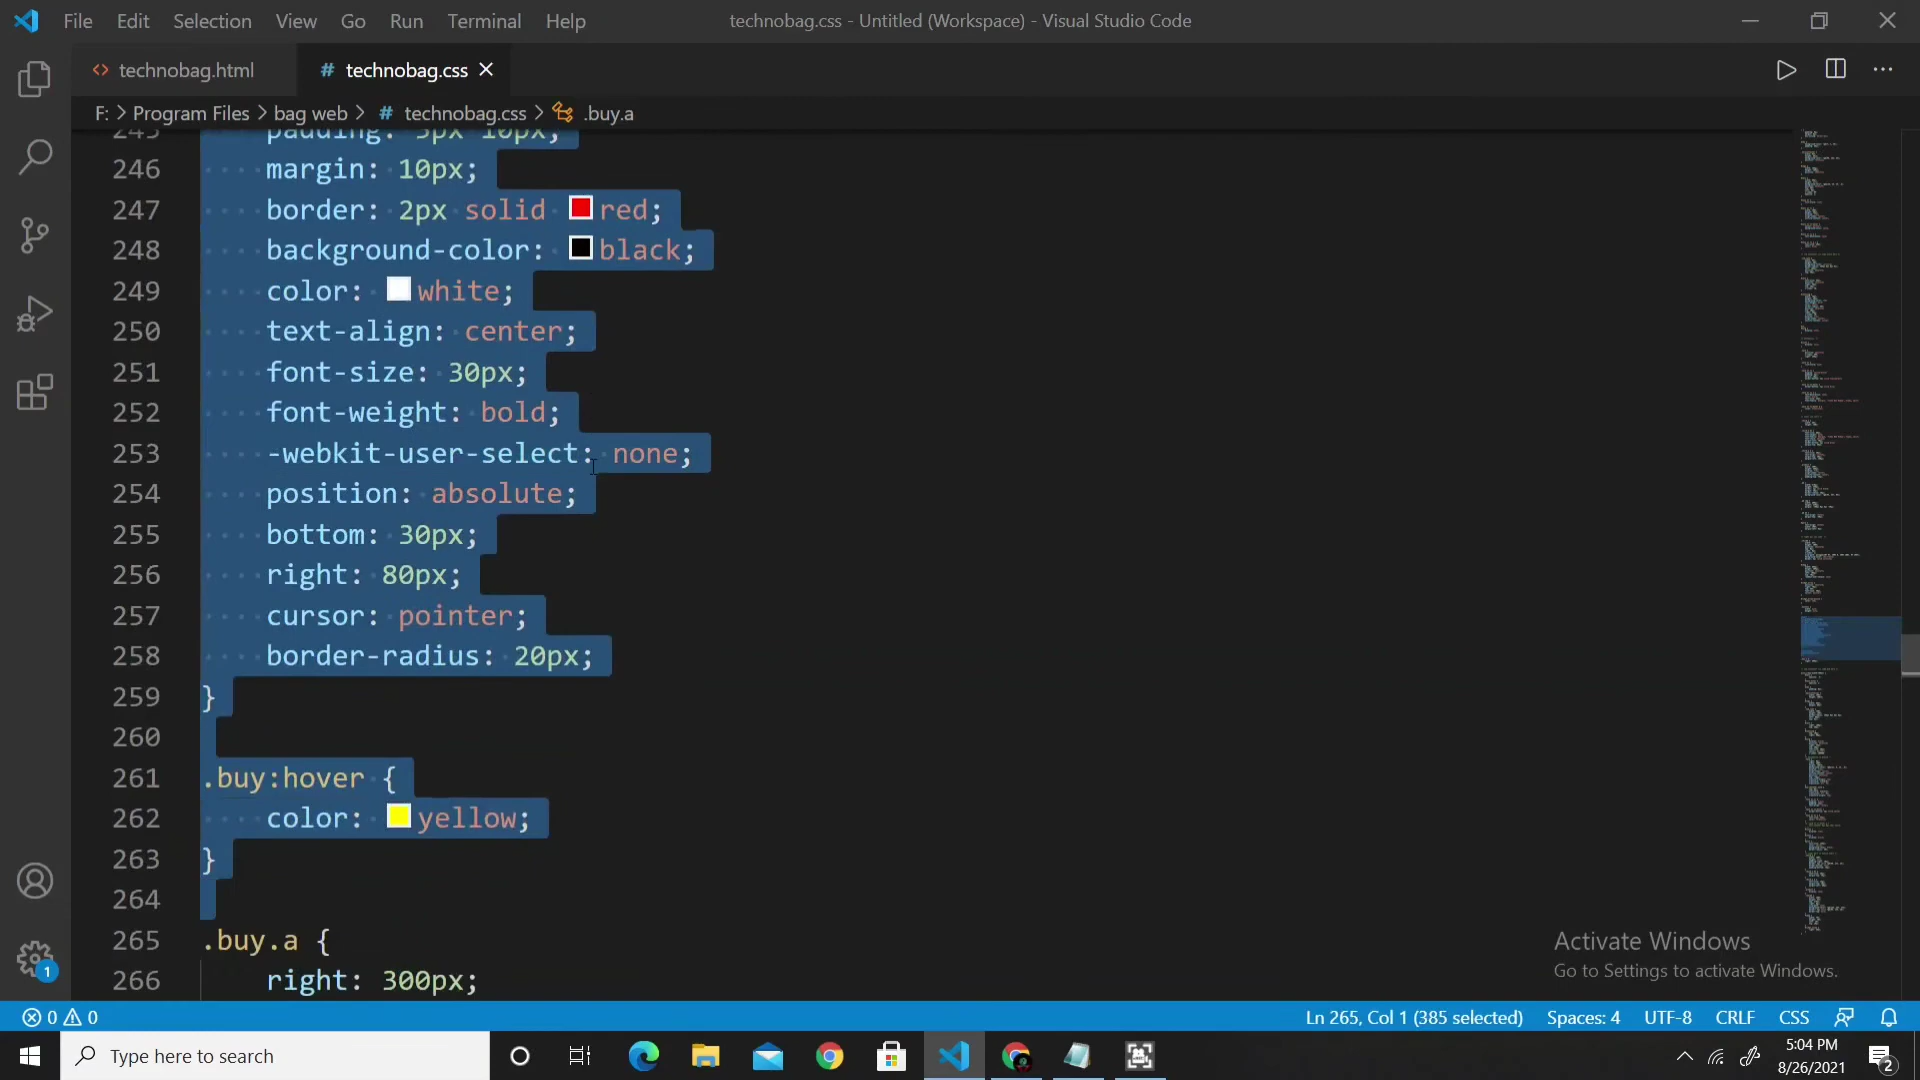 File Edit Selection View Go Run Terminal Help
technobag.css - Untitled (Workspace) - Visual Studio Code
technobag.html
# technobag.css
F: > Program Files > bag web > # technobag.css > .buy.a
245 padding: 5px 10px;
246 margin: 10px;
247 border: 2px solid red;
248 background-color: black;
249 color: white;
250 text-align: center;
251 font-size: 30px;
252 font-weight: bold;
253 -webkit-user-select: none;
254 position: absolute;
255 bottom: 30px;
256 right: 80px;
257 cursor: pointer;
258 border-radius: 20px;
259 }
260
261 .buy:hover {
262 color: yellow;
263 }
264
265 .buy.a {
266 right: 300px;
Activate Windows
Go to Settings to activate Windows.
1
0 0
Ln 265, Col 1 (385 selected) Spaces: 4 UTF-8 CRLF CSS
Type here to search
5:04 PM
8/26/2021
2